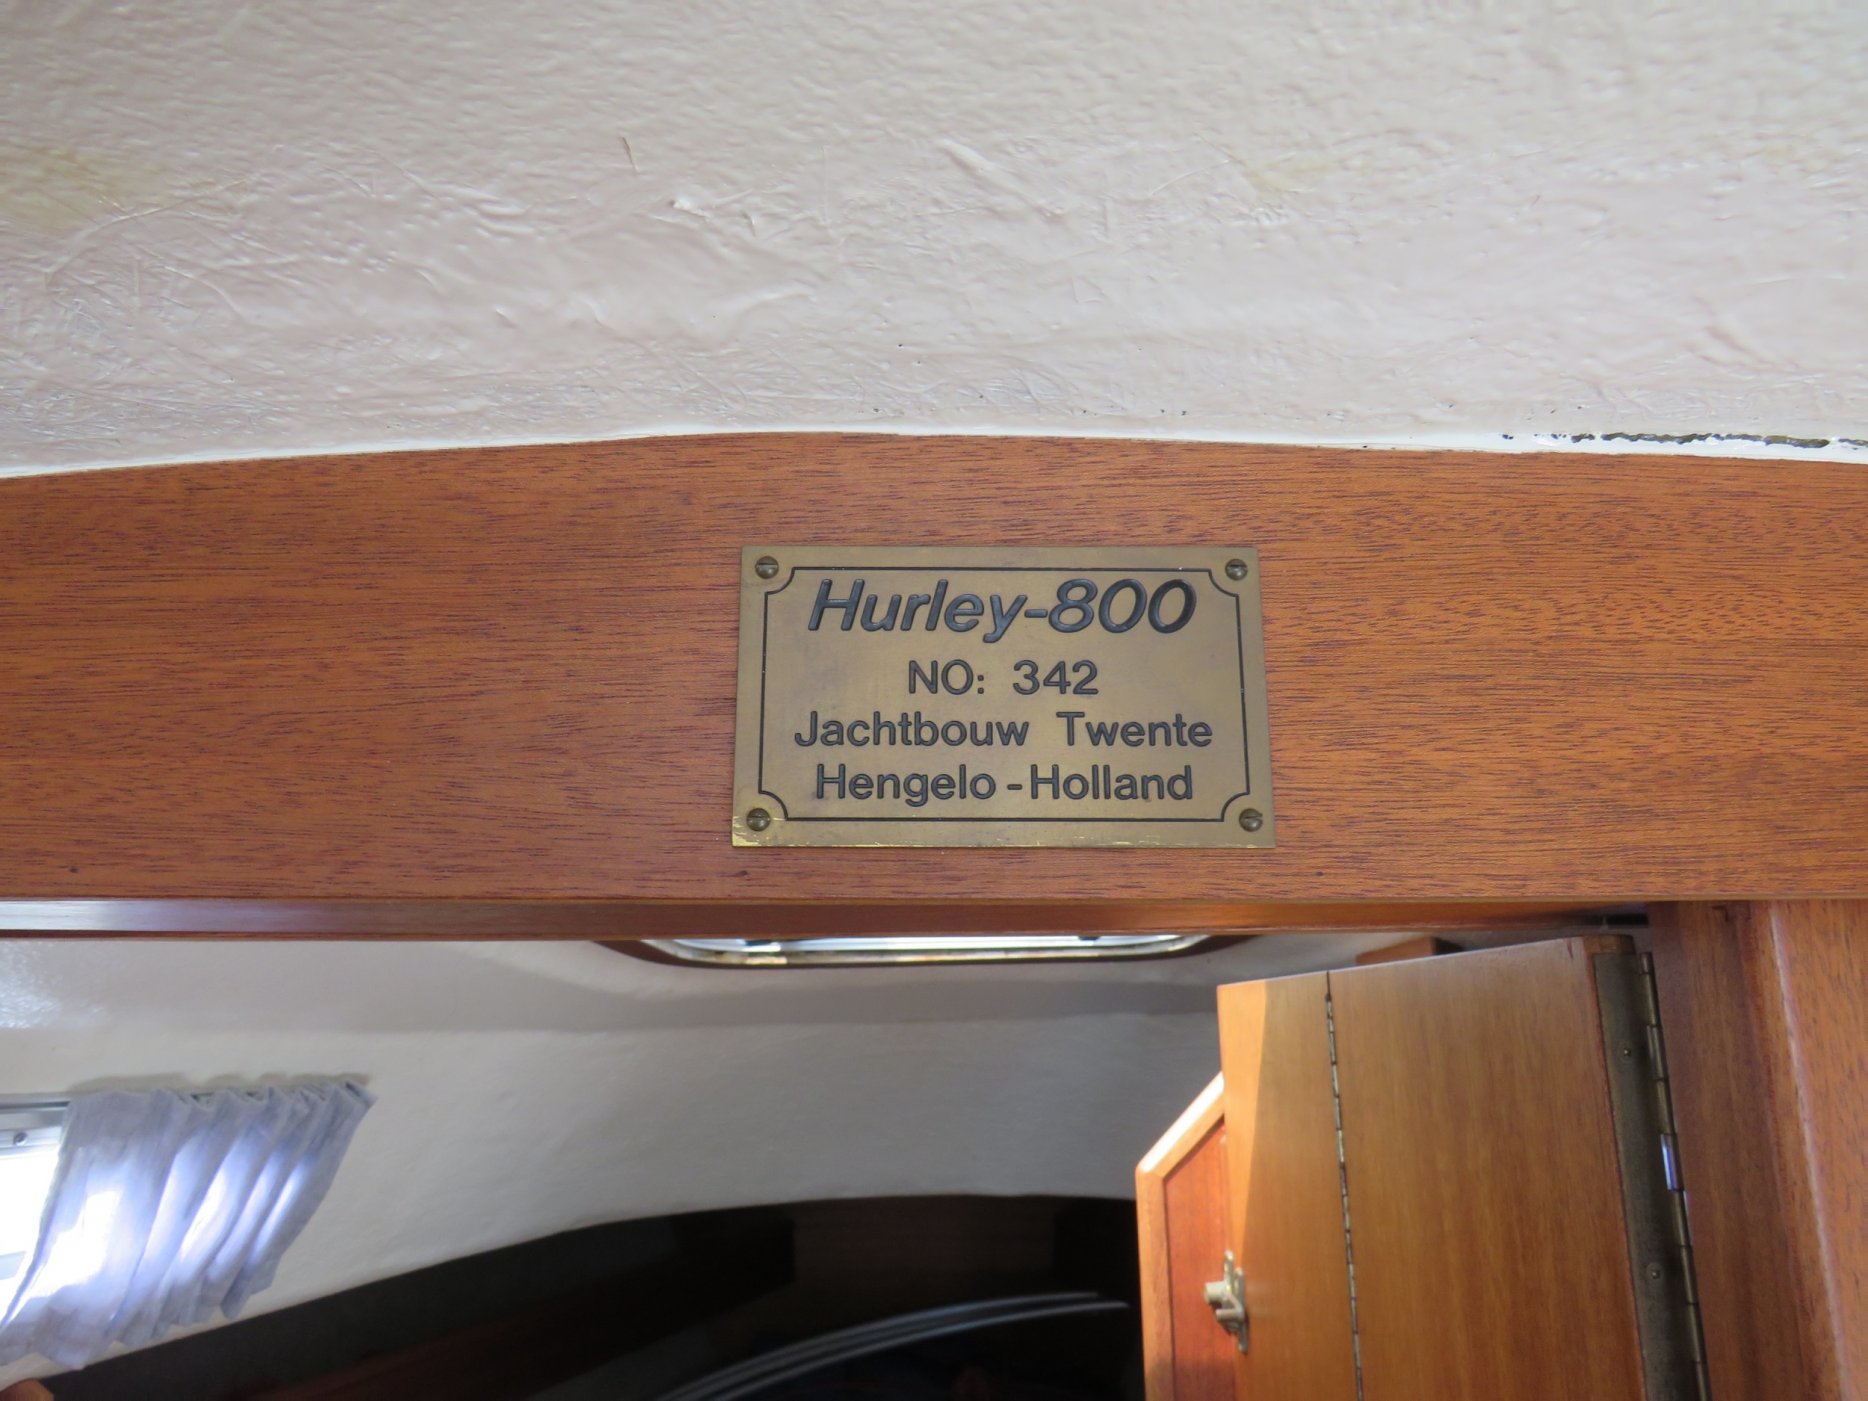 Hurley-800
NO: 342
Jachtbouw Twente
Hengelo - Holland